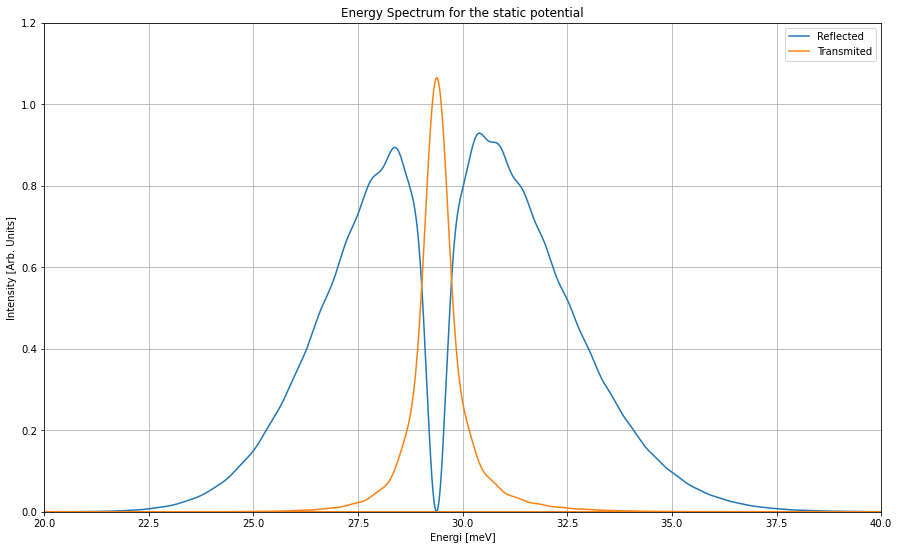 Energy Spectrum for the static potential
Reflected
Transmited
Intensity [Arb. Units]
1.2
1.0
0.8
0.6
0.4
0.2
0.0
20.0 22.5 25.0 27.5 30.0 32.5 35.0 37.5 40.0
Energi [meV]